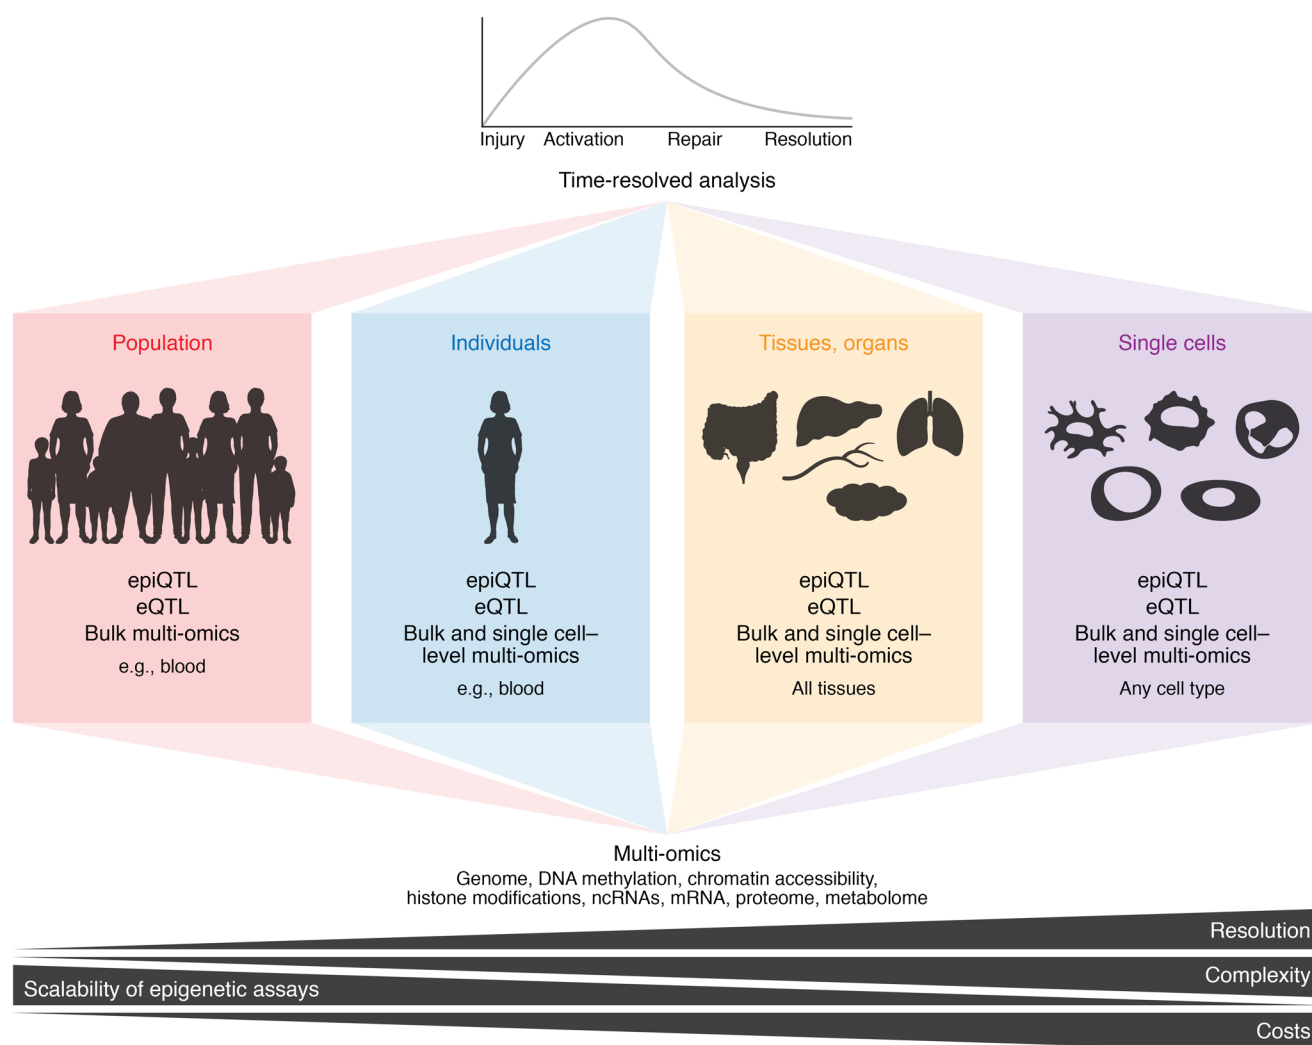 Injury Activation Repair Resolution
Time-resolved analysis
Population
epiQTL
eQTL
Bulk multi-omics
e.g., blood
Individuals
epiQTL
eQTL
Bulk and single cell–
level multi-omics
e.g., blood
Tissues, organs
epiQTL
eQTL
Bulk and single cell–
level multi-omics
All tissues
Single cells
epiQTL
eQTL
Bulk and single cell–
level multi-omics
Any cell type
Multi-omics
Genome, DNA methylation, chromatin accessibility,
histone modifications, ncRNAs, mRNA, proteome, metabolome
Resolution
Complexity
Scalability of epigenetic assays
Costs